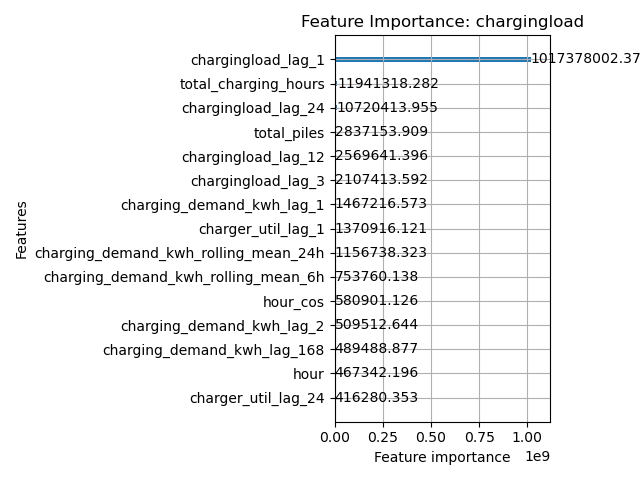 Feature Importance: chargingload
chargingload_lag_1 1017378002.37
total_charging_hours 11941318.282
chargingload_lag_24 10720413.955
total_piles 2837153.909
chargingload_lag_12 2569641.396
chargingload_lag_3 2107413.592
charging_demand_kwh_lag_1 1467216.573
charger_util_lag_1 1370916.121
charging_demand_kwh_rolling_mean_24h 1156738.323
charging_demand_kwh_rolling_mean_6h 753760.138
hour_cos 580901.126
charging_demand_kwh_lag_2 509512.644
charging_demand_kwh_lag_168 489488.877
hour 467342.196
charger_util_lag_24 416280.353
Features
0.00 0.25 0.50 0.75 1.00
Feature importance 1e9